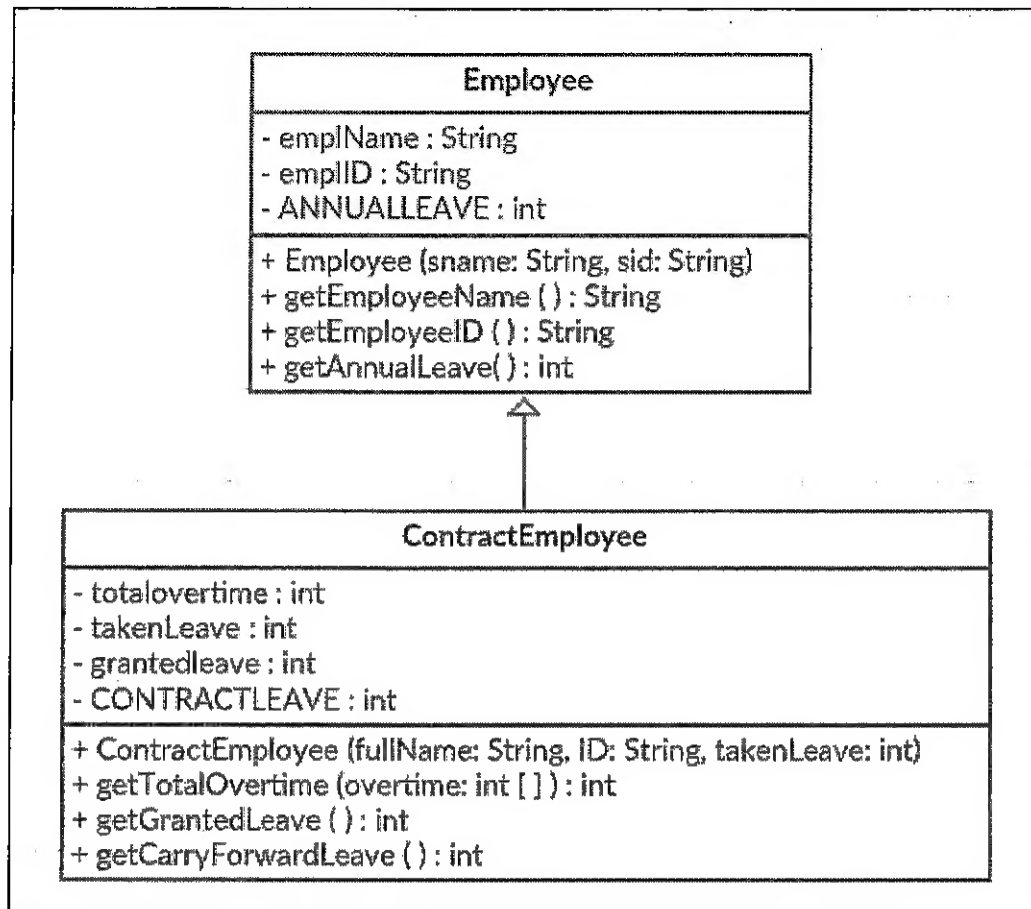 Employee
- emplName : String
- emplID : String
- ANNUALLEAVE : int
+ Employee (sname: String, sid: String)
+ getEmployeeName ( ) : String
+ getEmployeeID ( ) : String
+ getAnnualLeave( ) : int
ContractEmployee
- totalovertime : int
- takenLeave : int
- grantedleave : int
- CONTRACTLEAVE : int
+ ContractEmployee (fullName: String, ID: String, takenLeave: int)
+ getTotalOvertime (overtime: int [ ] ) : int
+ getGrantedLeave ( ) : int
+ getCarryForwardLeave ( ) : int